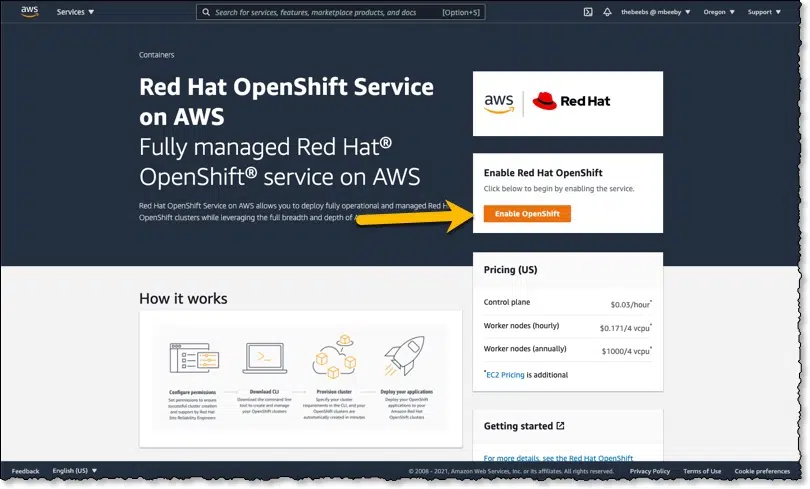 aws
Services ▼
Search for services, features, marketplace products, and docs
[Option+S]
thebeebs @ mbeeby ▼
Oregon ▼
Support ▼
Containers
Red Hat OpenShift Service
on AWS
Fully managed Red Hat®
OpenShift® service on AWS
Red Hat OpenShift Service on AWS allows you to deploy fully operational and managed Red
OpenShift clusters while leveraging the full breadth and depth of
aws
Red Hat
Enable Red Hat OpenShift
Click below to begin by enabling the service.
Enable OpenShift
Pricing (US)
Control plane
$0.03/hour*
Worker nodes (hourly)
$0.171/4 vcpu*
Worker nodes (annually)
$1000/4 vcpu*
*EC2 Pricing is additional
How it works
Configure permissions
Set permissions to ensure
successful cluster creation
and support by Red Hat
Site Reliability Engineers
Download CLI
Download the command line
tool to create and manage
your OpenShift clusters
Provision cluster
Specify your cluster
requirements in the CLI, and your
OpenShift clusters are
automatically created in minutes
Deploy your applications
Deploy your OpenShift
applications to your
Amazon Red Hat
OpenShift clusters
Getting started
For more details, see the Red Hat OpenShift
Feedback
English (US) ▼
© 2008 - 2021, Amazon Web Services, Inc. or its affiliates. All rights reserved.
Privacy Policy
Terms of Use
Cookie preferences